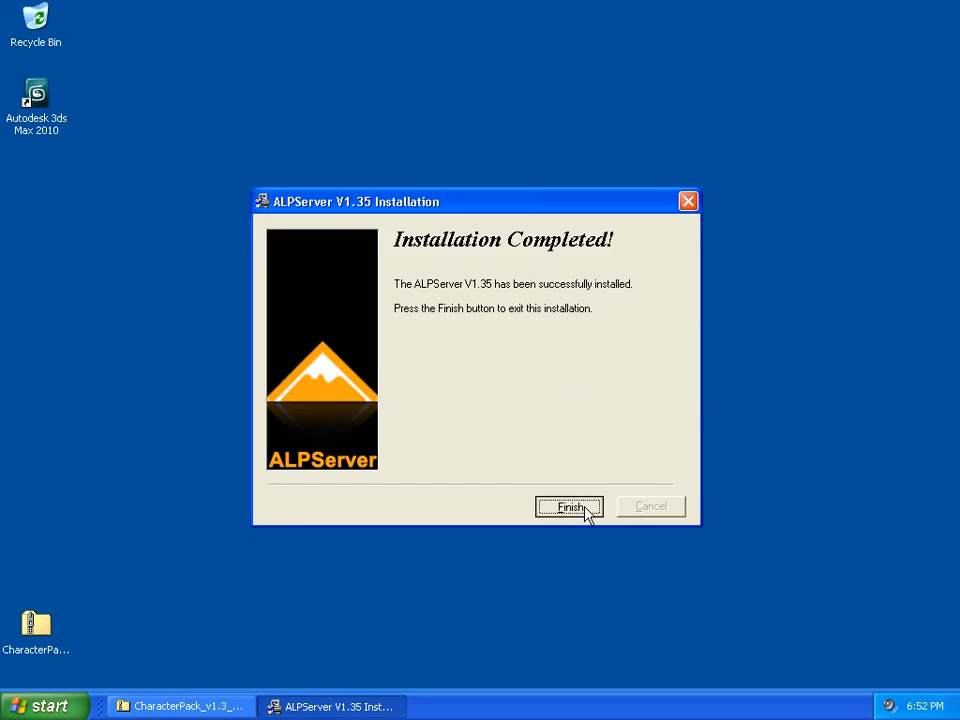 Recycle Bin
Autodesk 3ds
Max 2010
ALPServer V1.35 Installation
Installation Completed!
The ALPServer V1.35 has been successfully installed.
Press the Finish button to exit this installation.
ALPServer
Finish
Cancel
CharacterPa...
start
CharacterPack_v1.3_...
ALPServer V1.35 Inst...
6:52 PM